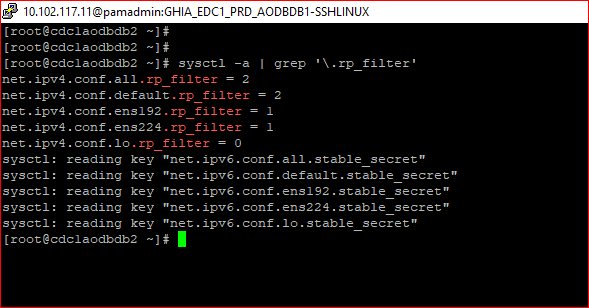 10.102.117.11@pamadmin:GHIA_EDC1_PRD_AODBDB1-SSHLINUX
[root@cdclaodbdb2 ~]#
[root@cdclaodbdb2 ~]#
[root@cdclaodbdb2 ~]# sysctl -a | grep '\.rp_filter'
net.ipv4.conf.all.rp_filter = 2
net.ipv4.conf.default.rp_filter = 2
net.ipv4.conf.ens192.rp_filter = 1
net.ipv4.conf.ens224.rp_filter = 1
net.ipv4.conf.lo.rp_filter = 0
sysctl: reading key "net.ipv6.conf.all.stable_secret"
sysctl: reading key "net.ipv6.conf.default.stable_secret"
sysctl: reading key "net.ipv6.conf.ens192.stable_secret"
sysctl: reading key "net.ipv6.conf.ens224.stable_secret"
sysctl: reading key "net.ipv6.conf.lo.stable_secret"
[root@cdclaodbdb2 ~]#